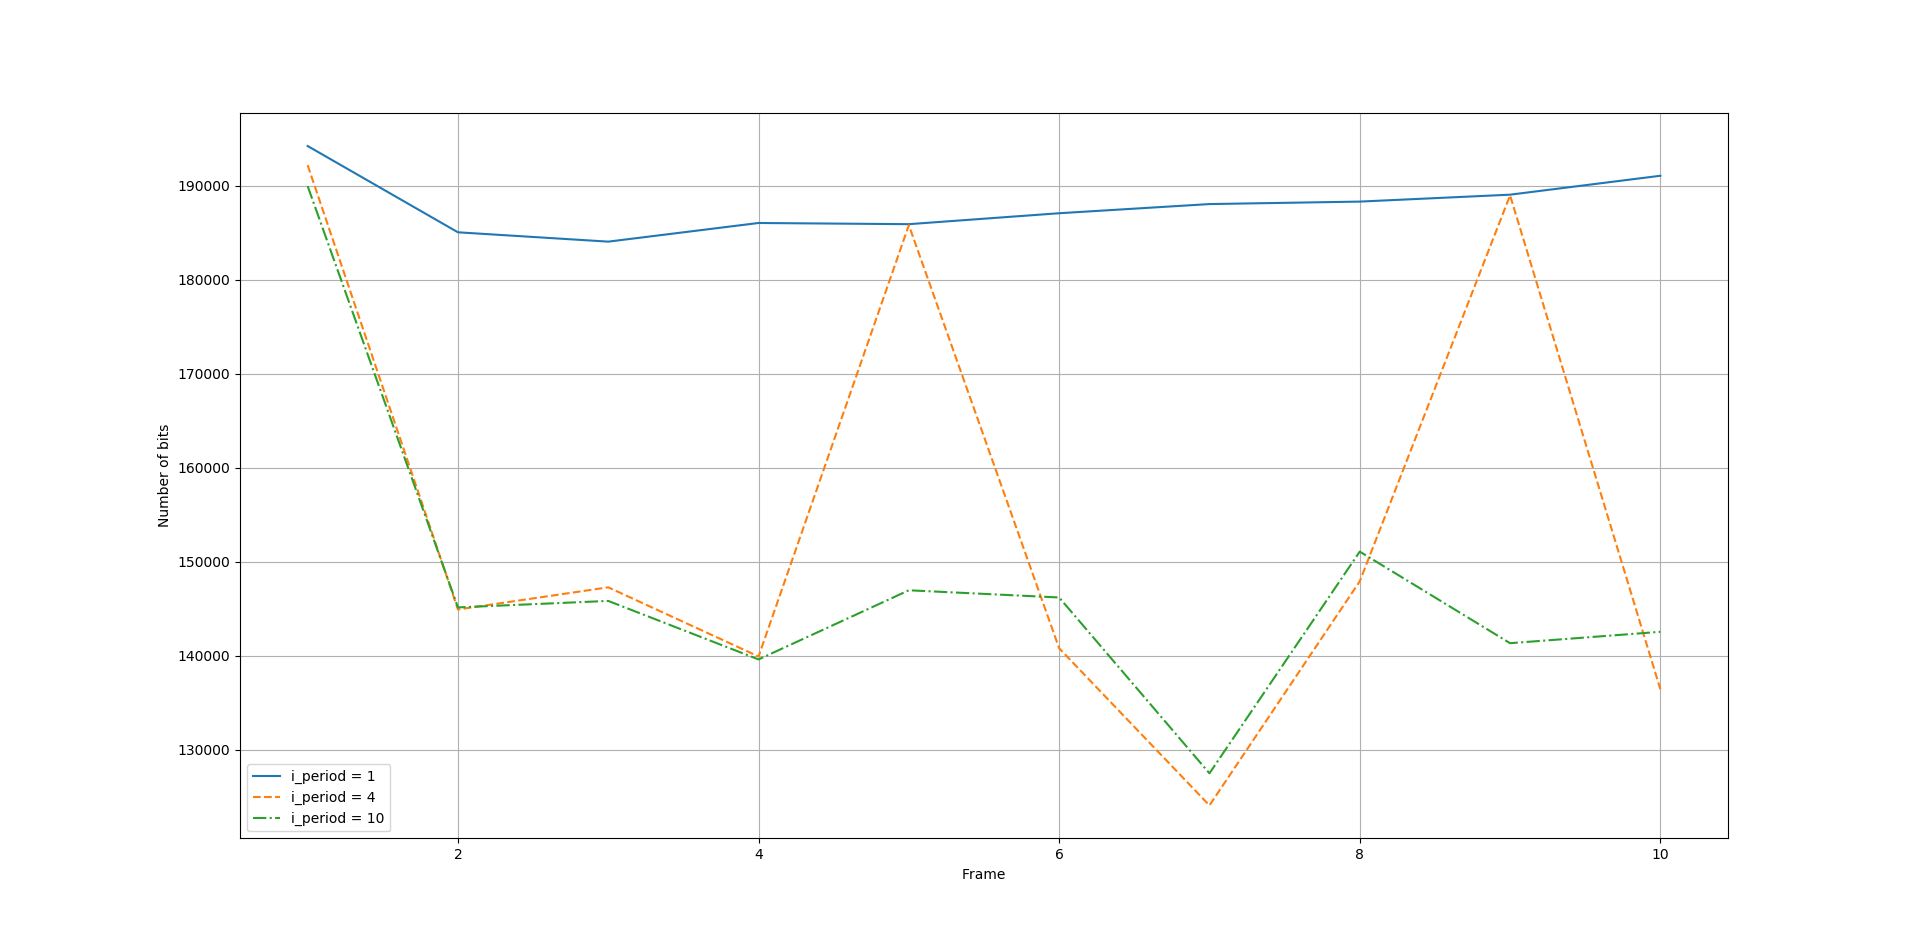 190000
180000
170000
160000
150000
140000
130000
Number of bits
i_period = 1
i_period = 4
i_period = 10
2 4 6 8 10
Frame